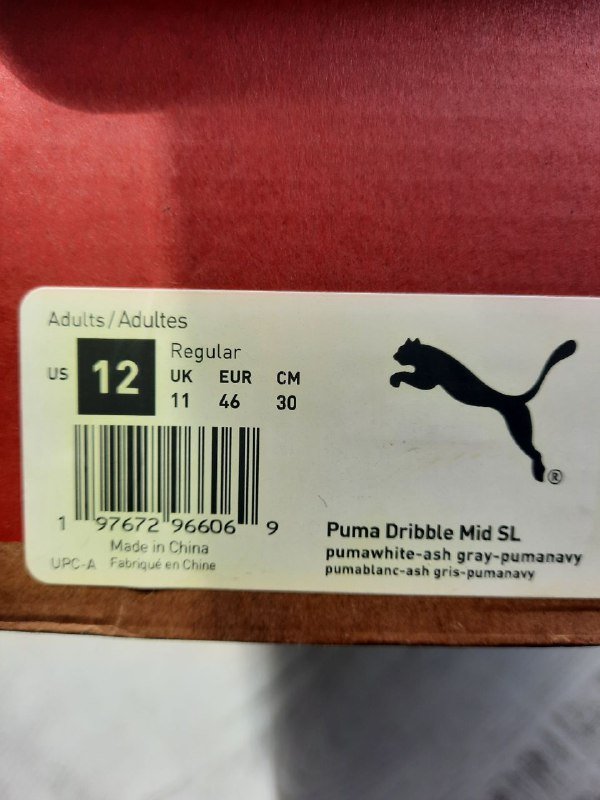 Adults/Adultes
US 12 Regular
UK EUR CM
11 46 30
1 97672 96606 9
Made in China
UPC-A Fabriqué en Chine
®
Puma Dribble Mid SL
pumawhite-ash gray-pumanavy
pumablanc-ash gris-pumanavy